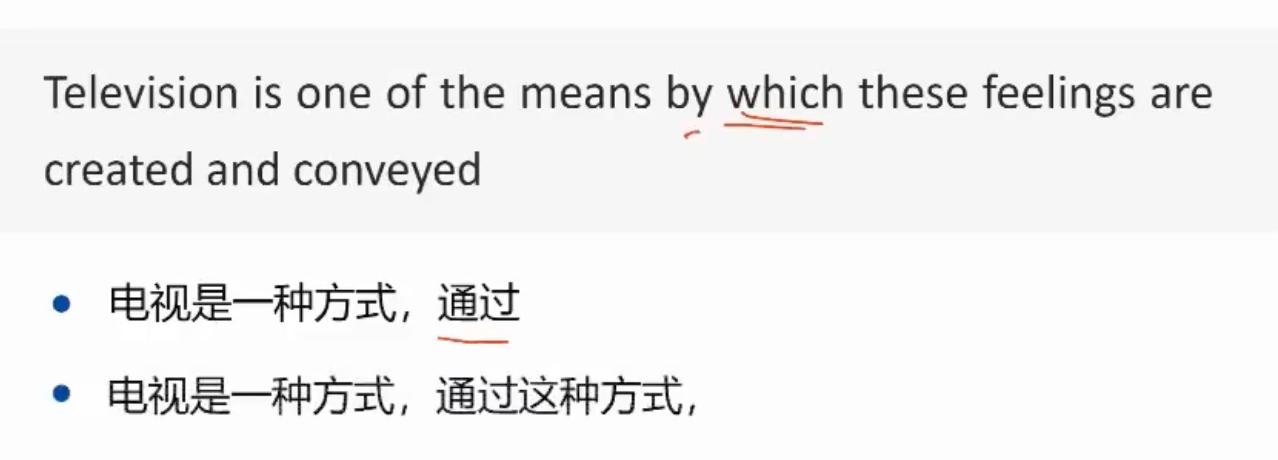 Television is one of the means by which these feelings are
created and conveyed
• 电视是一种方式，通过
• 电视是一种方式，通过这种方式，